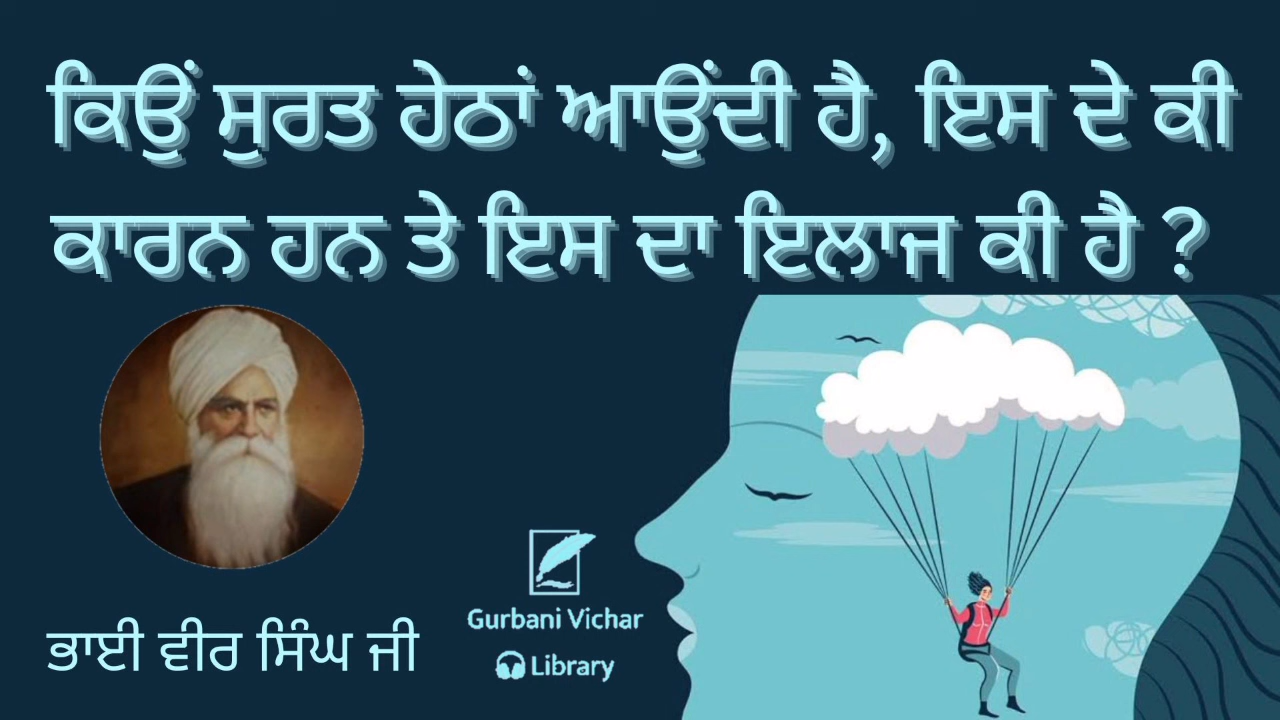 ਕਿਉਂ ਸੁਰਤ ਹੇਠਾਂ ਆਉਂਦੀ ਹੈ, ਇਸ ਦੇ ਕੀ
ਕਾਰਨ ਹਨ ਤੇ ਇਸ ਦਾ ਇਲਾਜ ਕੀ ਹੈ ?
Gurbani Vichar
Library
ਭਾਈ ਵੀਰ ਸਿੰਘ ਜੀ